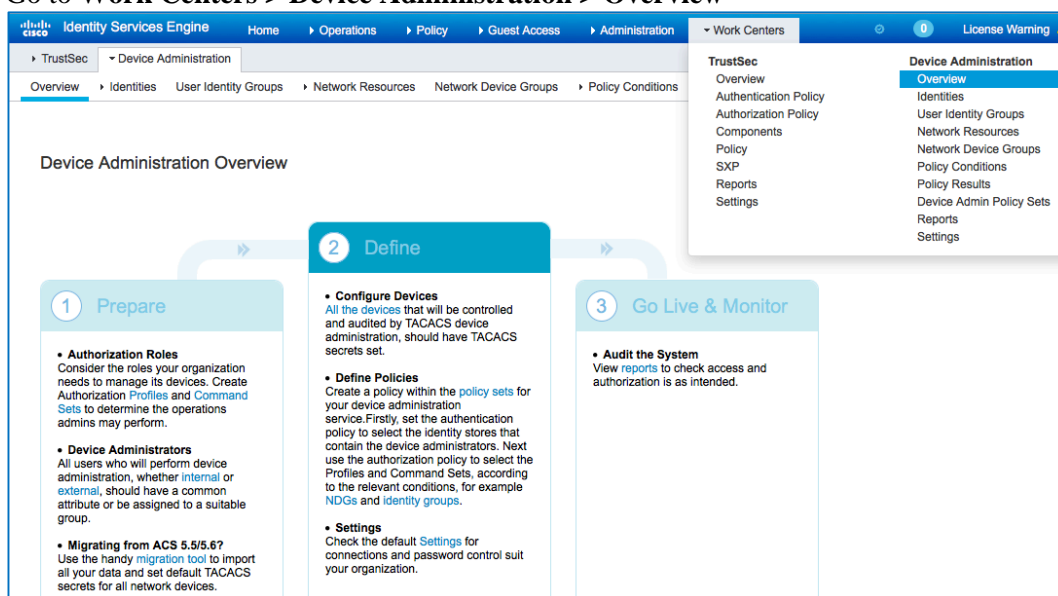 Go to Work Centers > Device Administration > Overview
cisco Identity Services Engine Home Operations Policy Guest Access Administration Work Centers 0 License Warning
TrustSec Device Administration
Overview Identities User Identity Groups Network Resources Network Device Groups Policy Conditions
TrustSec
Overview
Authentication Policy
Authorization Policy
Components
Policy
SXP
Reports
Settings
Device Administration
Overview
Identities
User Identity Groups
Network Resources
Network Device Groups
Policy Conditions
Policy Results
Device Admin Policy Sets
Reports
Settings
Device Administration Overview
1 Prepare
• Authorization Roles
Consider the roles your organization
needs to manage its devices. Create
Authorization Profiles and Command
Sets to determine the operations
admins may perform.
• Device Administrators
All users who will perform device
administration, whether internal or
external, should have a common
attribute or be assigned to a suitable
group.
• Migrating from ACS 5.5/5.6?
Use the handy migration tool to import
all your data and set default TACACS
secrets for all network devices.
2 Define
• Configure Devices
All the devices that will be controlled
and audited by TACACS device
administration, should have TACACS
secrets set.
• Define Policies
Create a policy within the policy sets for
your device administration
service.Firstly, set the authentication
policy to select the identity stores that
contain the device administrators. Next
use the authorization policy to select the
Profiles and Command Sets, according
to the relevant conditions, for example
NDGs and identity groups.
• Settings
Check the default Settings for
connections and password control suit
your organization.
3 Go Live & Monitor
• Audit the System
View reports to check access and
authorization is as intended.